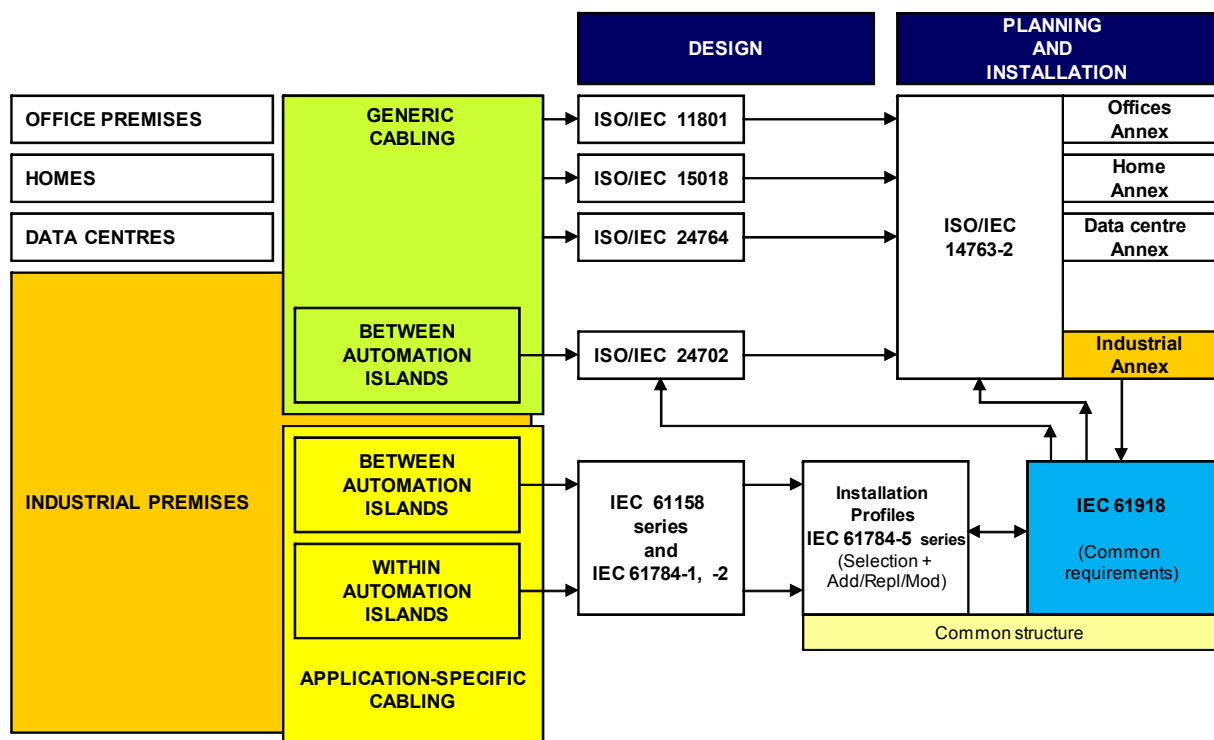 DESIGN
PLANNING
AND
INSTALLATION
OFFICE PREMISES
HOMES
DATA CENTRES
INDUSTRIAL PREMISES
GENERIC
CABLING
BETWEEN
AUTOMATION
ISLANDS
BETWEEN
AUTOMATION
ISLANDS
WITHIN
AUTOMATION
ISLANDS
APPLICATION-SPECIFIC
CABLING
ISO/IEC 11801
ISO/IEC 15018
ISO/IEC 24764
ISO/IEC 24702
IEC 61158
series
and
IEC 61784-1, -2
ISO/IEC
14763-2
Offices
Annex
Home
Annex
Data centre
Annex
Industrial
Annex
Installation
Profiles
IEC 61784-5 series
(Selection +
Add/Repl/Mod)
IEC 61918
(Common
requirements)
Common structure